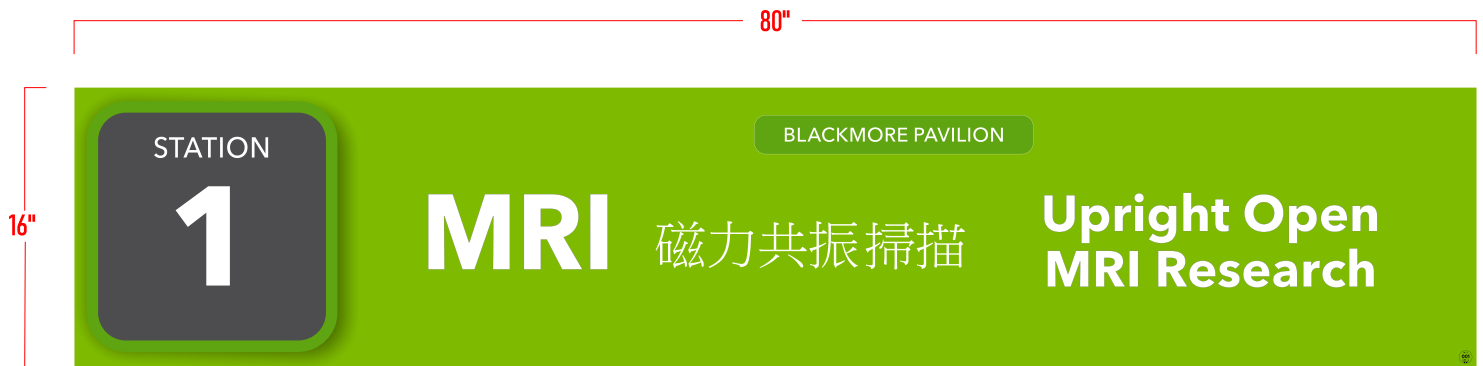 80"
16"
STATION
1
BLACKMORE PAVILION
MRI 磁力共振掃描
Upright Open
MRI Research